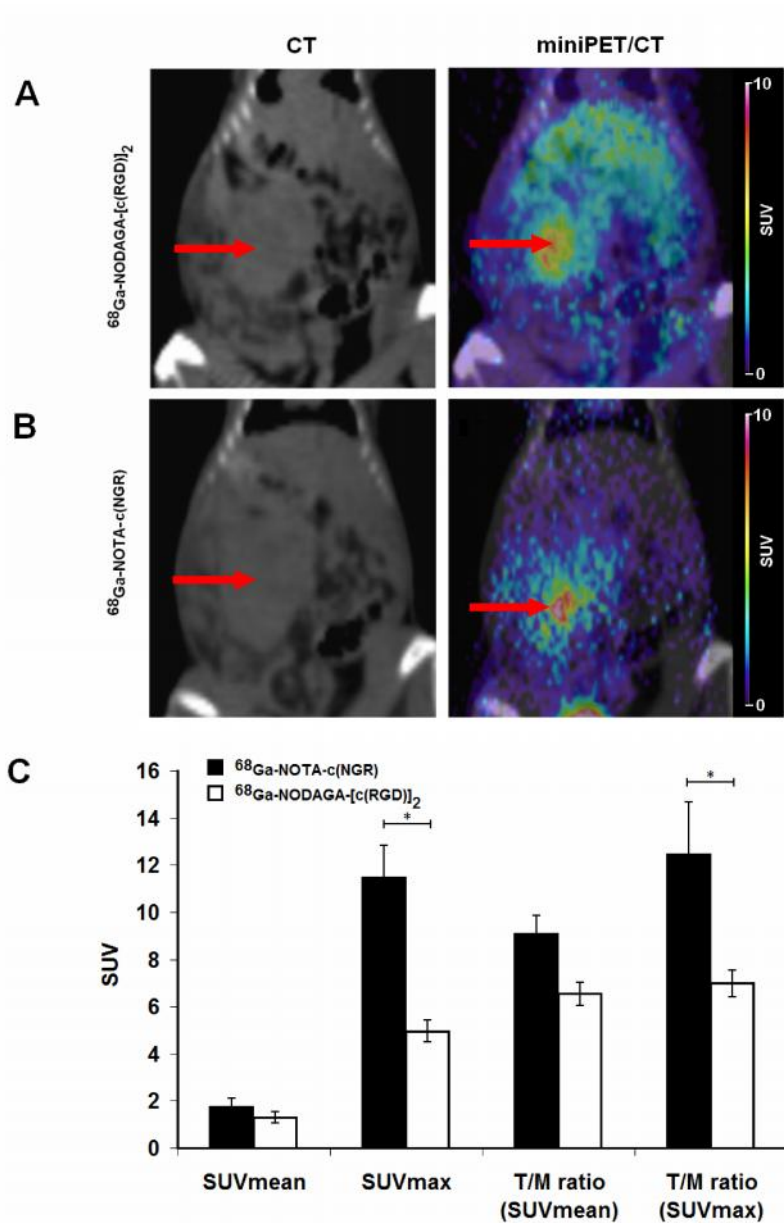 CT
miniPET/CT
A
68Ga-NODAGA-[c(RGD)]2
10
SUV
0
B
68Ga-NOTA-c(NGR)
10
SUV
0
C
68Ga-NOTA-c(NGR)
68Ga-NODAGA-[c(RGD)]2
16
14
12
10
8
6
4
2
0
SUV
*
*
SUVmean
SUVmax
T/M ratio
(SUVmean)
T/M ratio
(SUVmax)